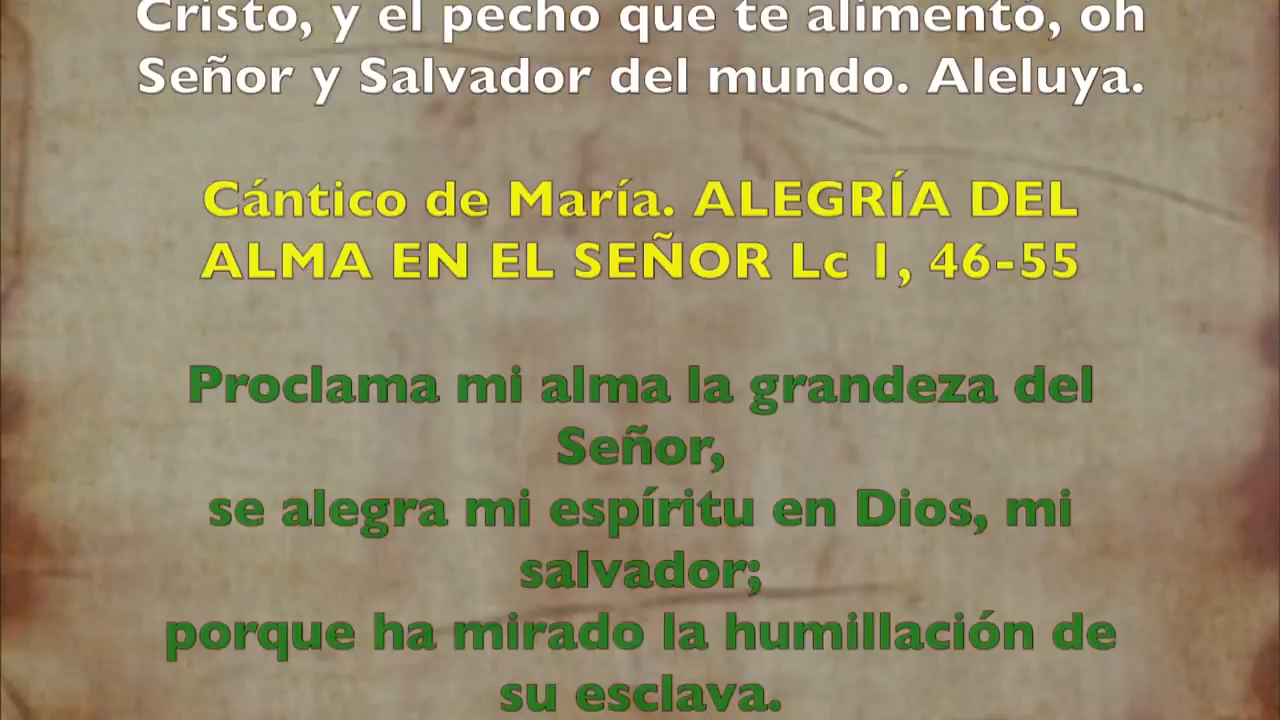 Cristo, y el pecho que te alimentó, oh
Señor y Salvador del mundo. Aleluya.
Cántico de María. ALEGRÍA DEL
ALMA EN EL SEÑOR Lc 1, 46-55
Proclama mi alma la grandeza del
Señor,
se alegra mi espíritu en Dios, mi
salvador;
porque ha mirado la humillación de
su esclava.